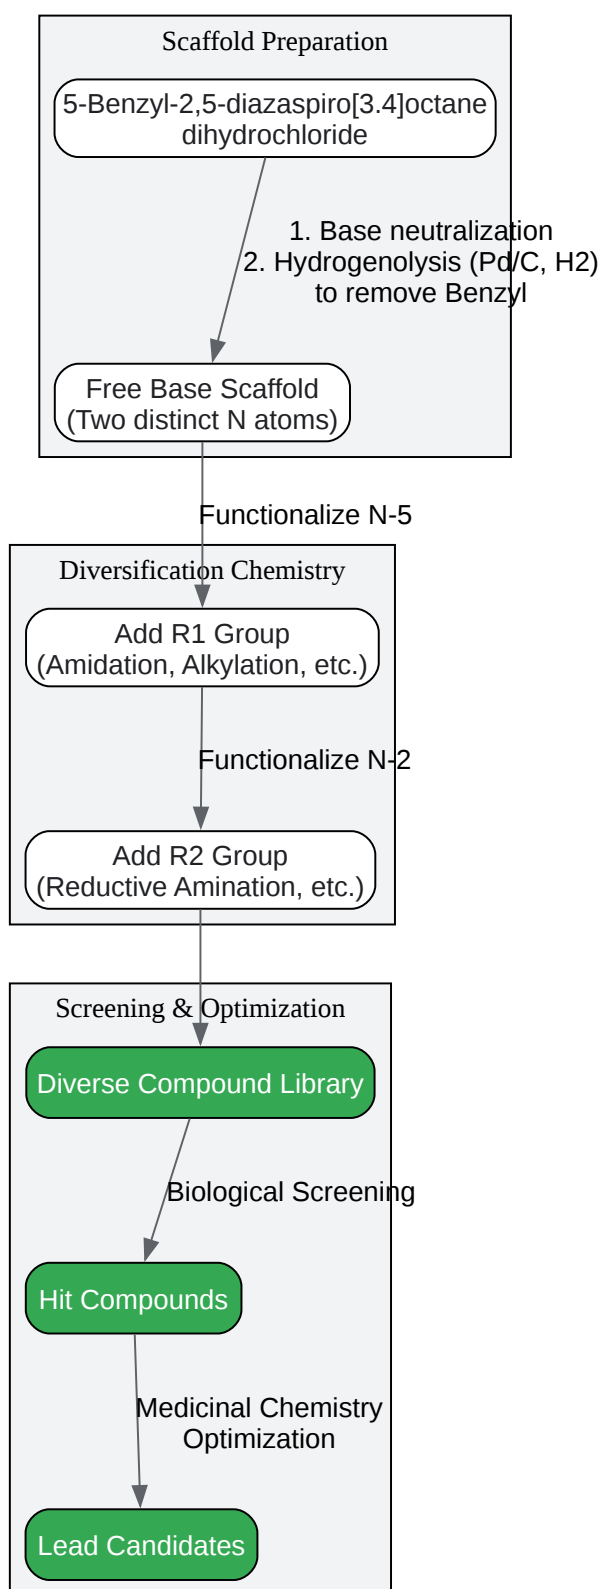 Scaffold Preparation
5-Benzyl-2,5-diazaspiro[3.4]octane
dihydrochloride
1. Base neutralization
2. Hydrogenolysis (Pd/C, H2)
to remove Benzyl
Free Base Scaffold
(Two distinct N atoms)
Functionalize N-5
Diversification Chemistry
Add R1 Group
(Amidation, Alkylation, etc.)
Functionalize N-2
Add R2 Group
(Reductive Amination, etc.)
Screening & Optimization
Diverse Compound Library
Biological Screening
Hit Compounds
Medicinal Chemistry
Optimization
Lead Candidates